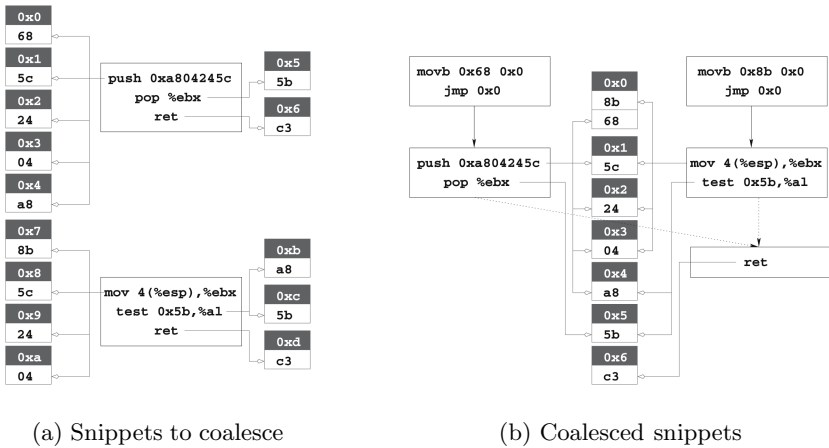 0x0
68
0x1
5c
0x2
24
0x3
04
0x4
a8
push 0xa804245c
pop %ebx
ret
0x5
5b
0x6
c3
0x7
8b
0x8
5c
0x9
24
0xa
04
mov 4(%esp),%ebx
test 0x5b,%al
ret
0xb
a8
0xc
5b
0xd
c3
(a) Snippets to coalesce
movb 0x68 0x0
jmp 0x0
push 0xa804245c
pop %ebx
0x0
8b
68
0x1
5c
0x2
24
0x3
04
0x4
a8
0x5
5b
0x6
c3
movb 0x8b 0x0
jmp 0x0
mov 4(%esp),%ebx
test 0x5b,%al
ret
(b) Coalesced snippets